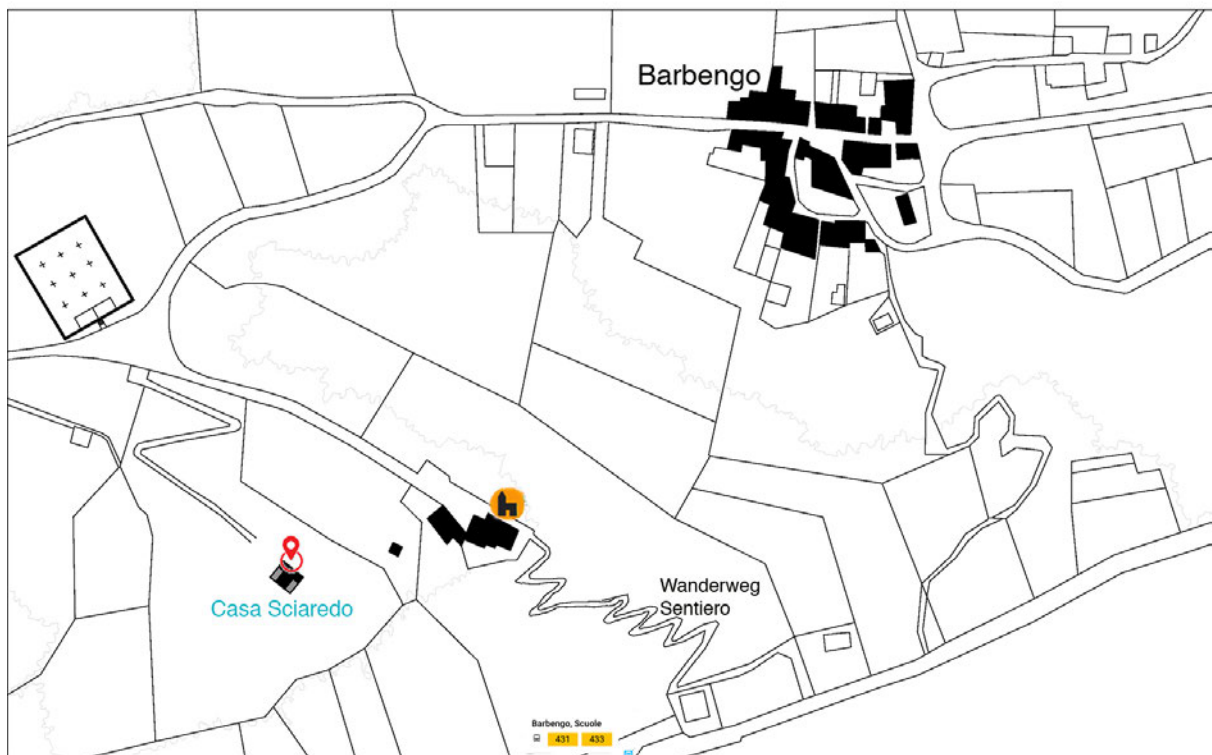 Barbengo
Casa Sciaredo
Wanderweg
Sentiero
Barbengo, Scuole
431 433